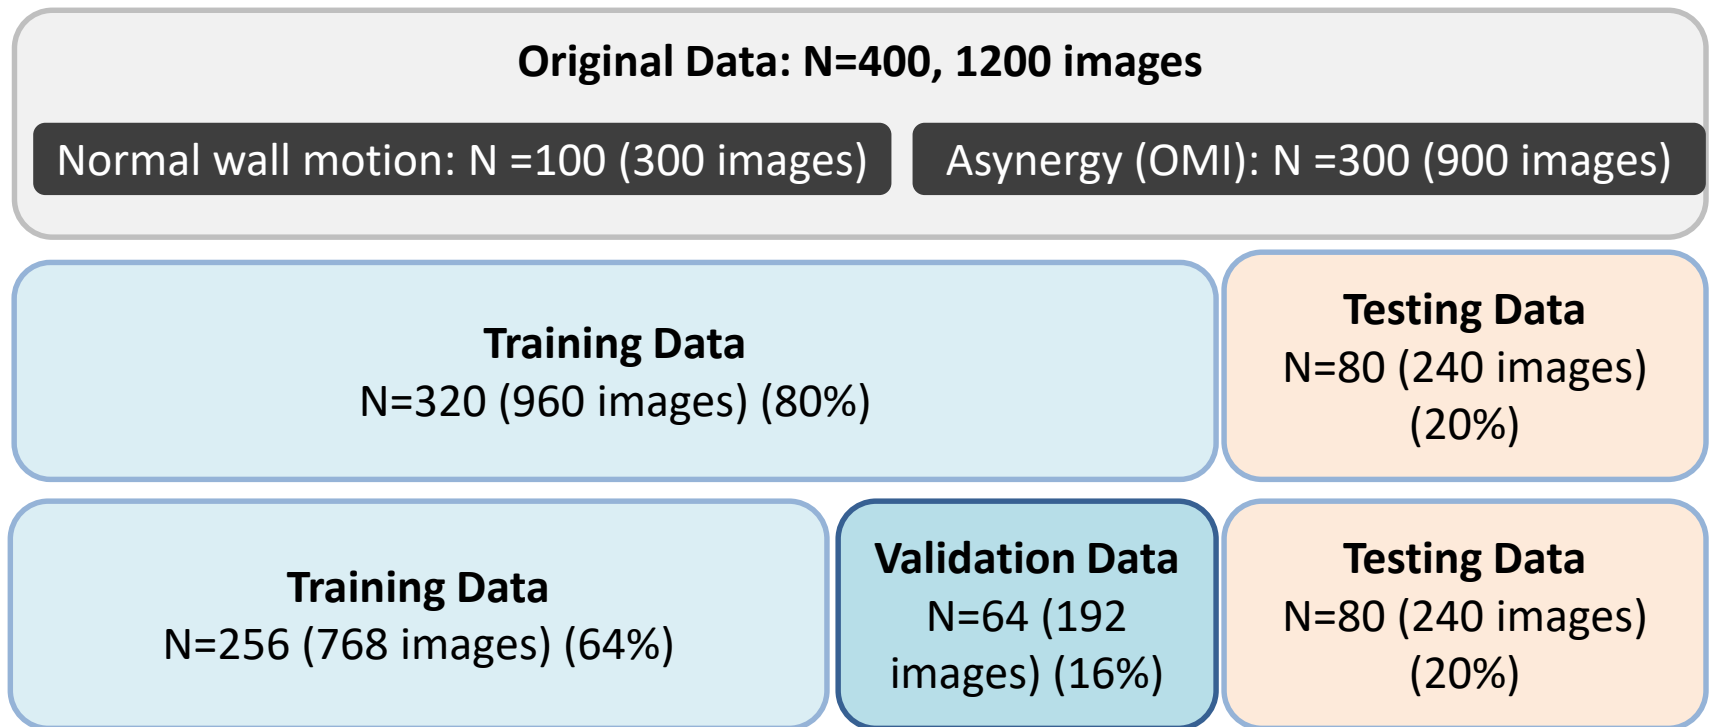 Original Data: N=400, 1200 images
Normal wall motion: N =100 (300 images)
Asynergy (OMI): N =300 (900 images)
Training Data
N=320 (960 images) (80%)
Testing Data
N=80 (240 images)
(20%)
Training Data
N=256 (768 images) (64%)
Validation Data
N=64 (192
images) (16%)
Testing Data
N=80 (240 images)
(20%)